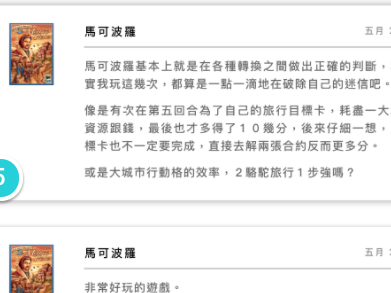 馬可波羅
五月
馬可波羅基本上就是在各種轉換之間做出正確的判斷，
實我玩這幾次，都算是一點一滴地在破除自己的迷信吧。
像是有次在第五回合為了自己的旅行目標卡，耗盡一大
資源跟錢，最後也才多得了１０幾分，後來仔細一想，
標卡也不一定要完成，直接去解兩張合約反而更多分。
5
或是大城市行動格的效率，２駱駝旅行１步強嗎？
馬可波羅
五月
非常好玩的遊戲。